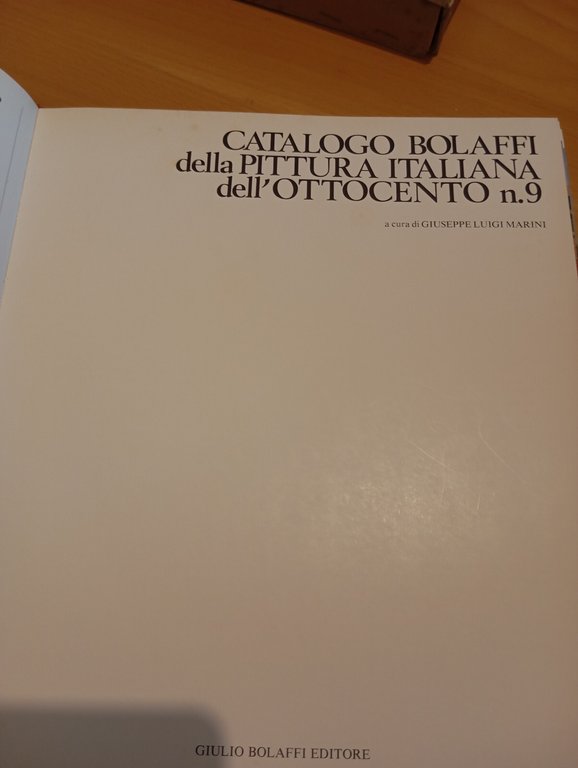 CATALOGO BOLAFFI
della PITTURA ITALIANA
dell'OTTOCENTO n.9
a cura di GIUSEPPE LUIGI MARINI
GIULIO BOLAFFI EDITORE